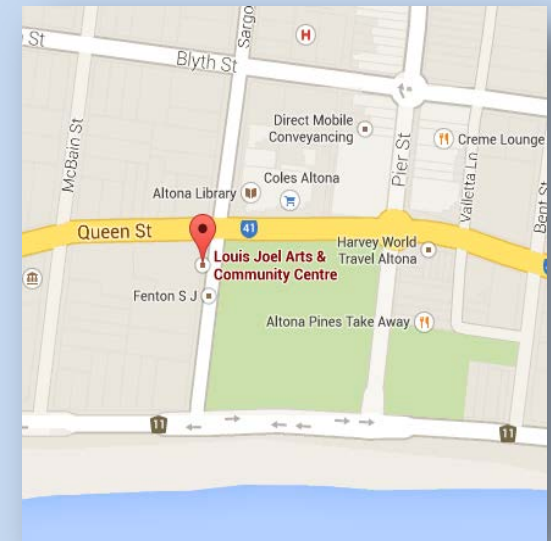 St
Sargo
H
Blyth St
McBain St
Direct Mobile
Conveyancing
Pier St
Creme Lounge
Valletta Ln.
Bent St
Coles Altona
Altona Library
Queen St
41
Harvey World
Travel Altona
Louis Joel Arts &
Community Centre
Fenton S J
Altona Pines Take Away
11
11